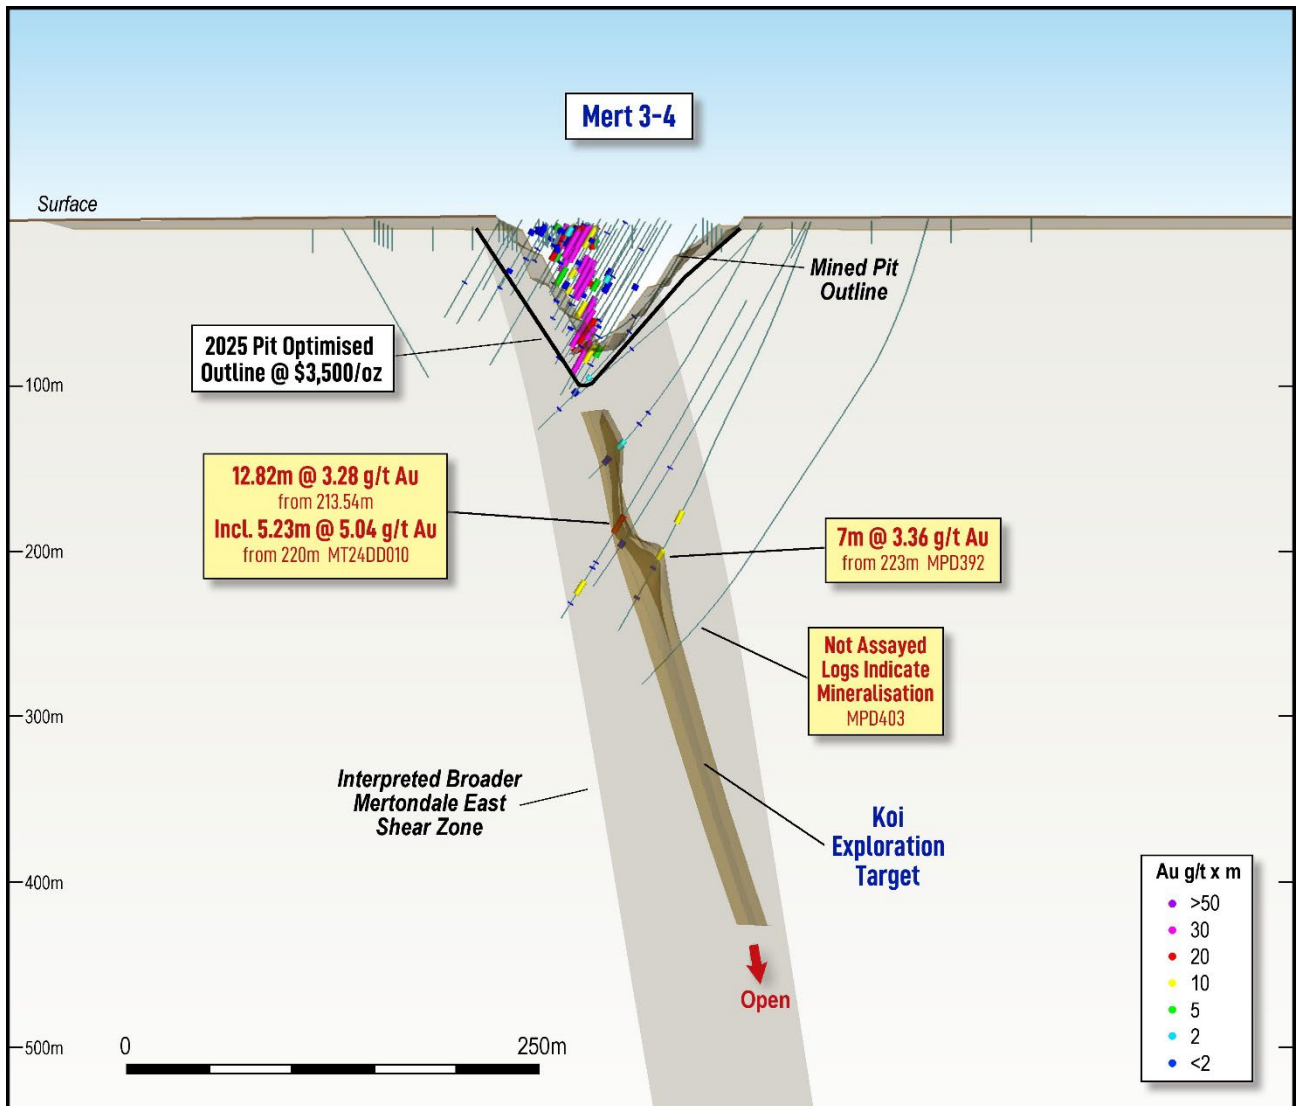 Mert 3-4
Surface
Mined Pit
Outline
2025 Pit Optimised
Outline @ $3,500/oz
100m
12.82m @ 3.28 g/t Au
from 213.54m
Incl. 5.23m @ 5.04 g/t Au
from 220m MT24DD010
200m
7m @ 3.36 g/t Au
from 223m MPD392
Not Assayed
Logs Indicate
Mineralisation
MPD403
300m
Interpreted Broader
Mertondale East
Shear Zone
Koi
Exploration
Target
400m
Au g/t x m
>50
30
20
10
5
2
<2
Open
500m
0
250m